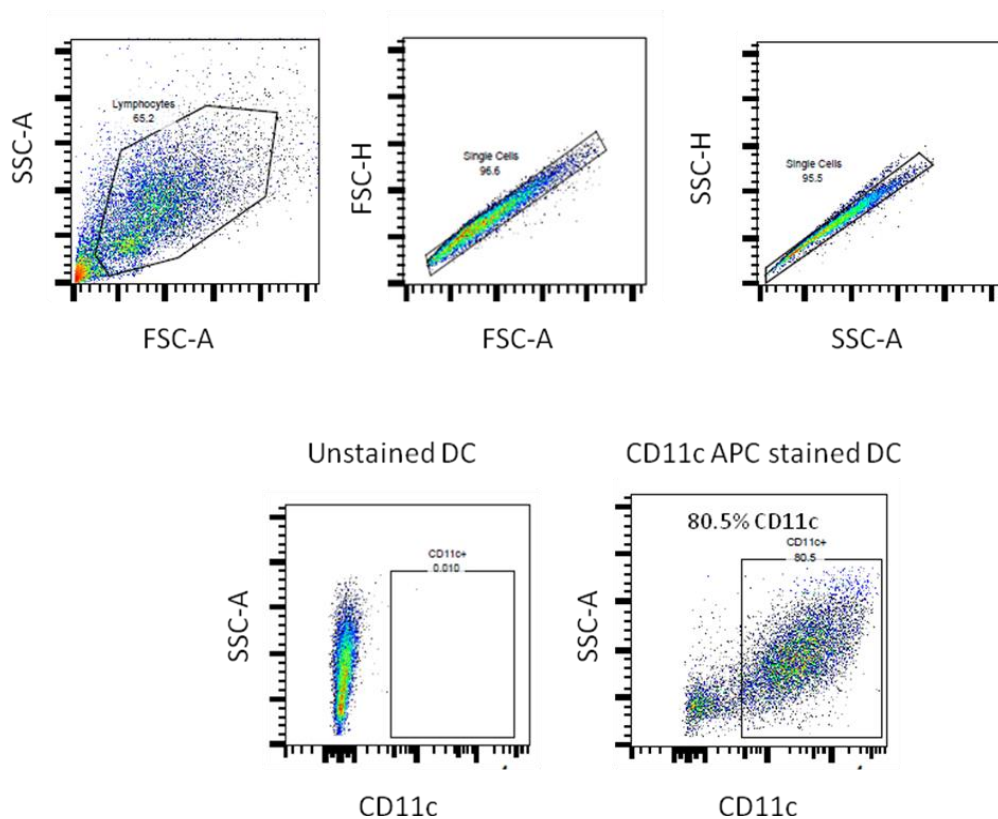 Lymphocytes
65.2
SSC-A
FSC-A
Single Cells
96.6
FSC-H
FSC-A
Single Cells
95.5
SSC-H
SSC-A
Unstained DC
CD11c+
0.010
SSC-A
CD11c
CD11c APC stained DC
80.5% CD11c
CD11c+
80.5
SSC-A
CD11c